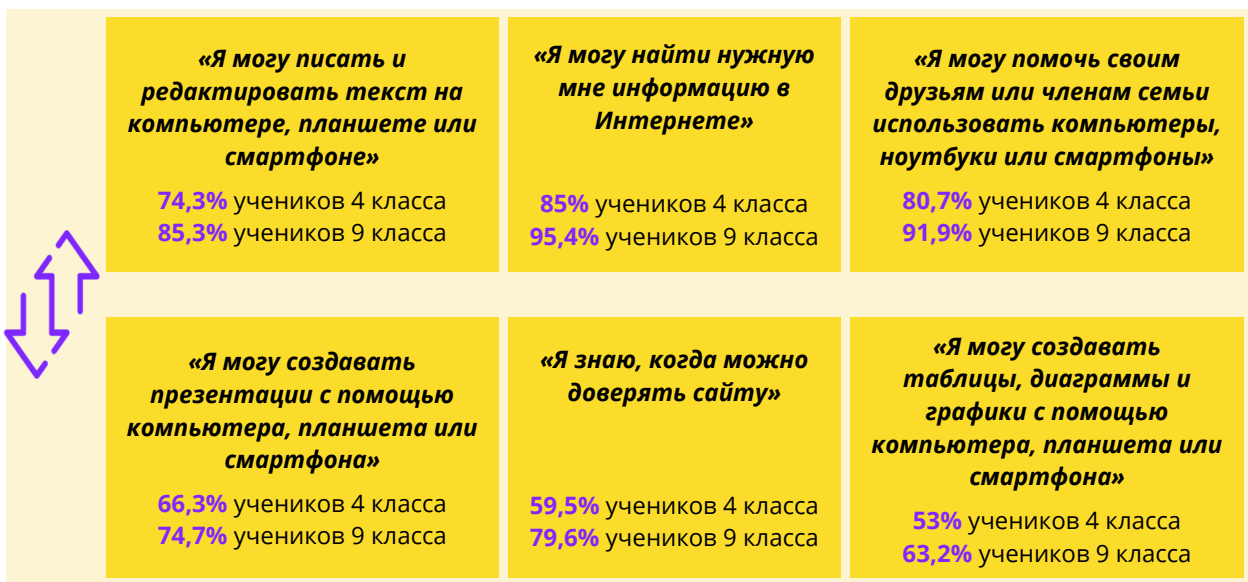 «Я могу писать и
редактировать текст на
компьютере, планшете или
смартфоне»
74,3% учеников 4 класса
85,3% учеников 9 класса
«Я могу найти нужную
мне информацию в
Интернете»
85% учеников 4 класса
95,4% учеников 9 класса
«Я могу помочь своим
друзьям или членам семьи
использовать компьютеры,
ноутбуки или смартфоны»
80,7% учеников 4 класса
91,9% учеников 9 класса
«Я могу создавать
презентации с помощью
компьютера, планшета или
смартфона»
66,3% учеников 4 класса
74,7% учеников 9 класса
«Я знаю, когда можно
доверять сайту»
59,5% учеников 4 класса
79,6% учеников 9 класса
«Я могу создавать
таблицы, диаграммы и
графики с помощью
компьютера, планшета или
смартфона»
53% учеников 4 класса
63,2% учеников 9 класса